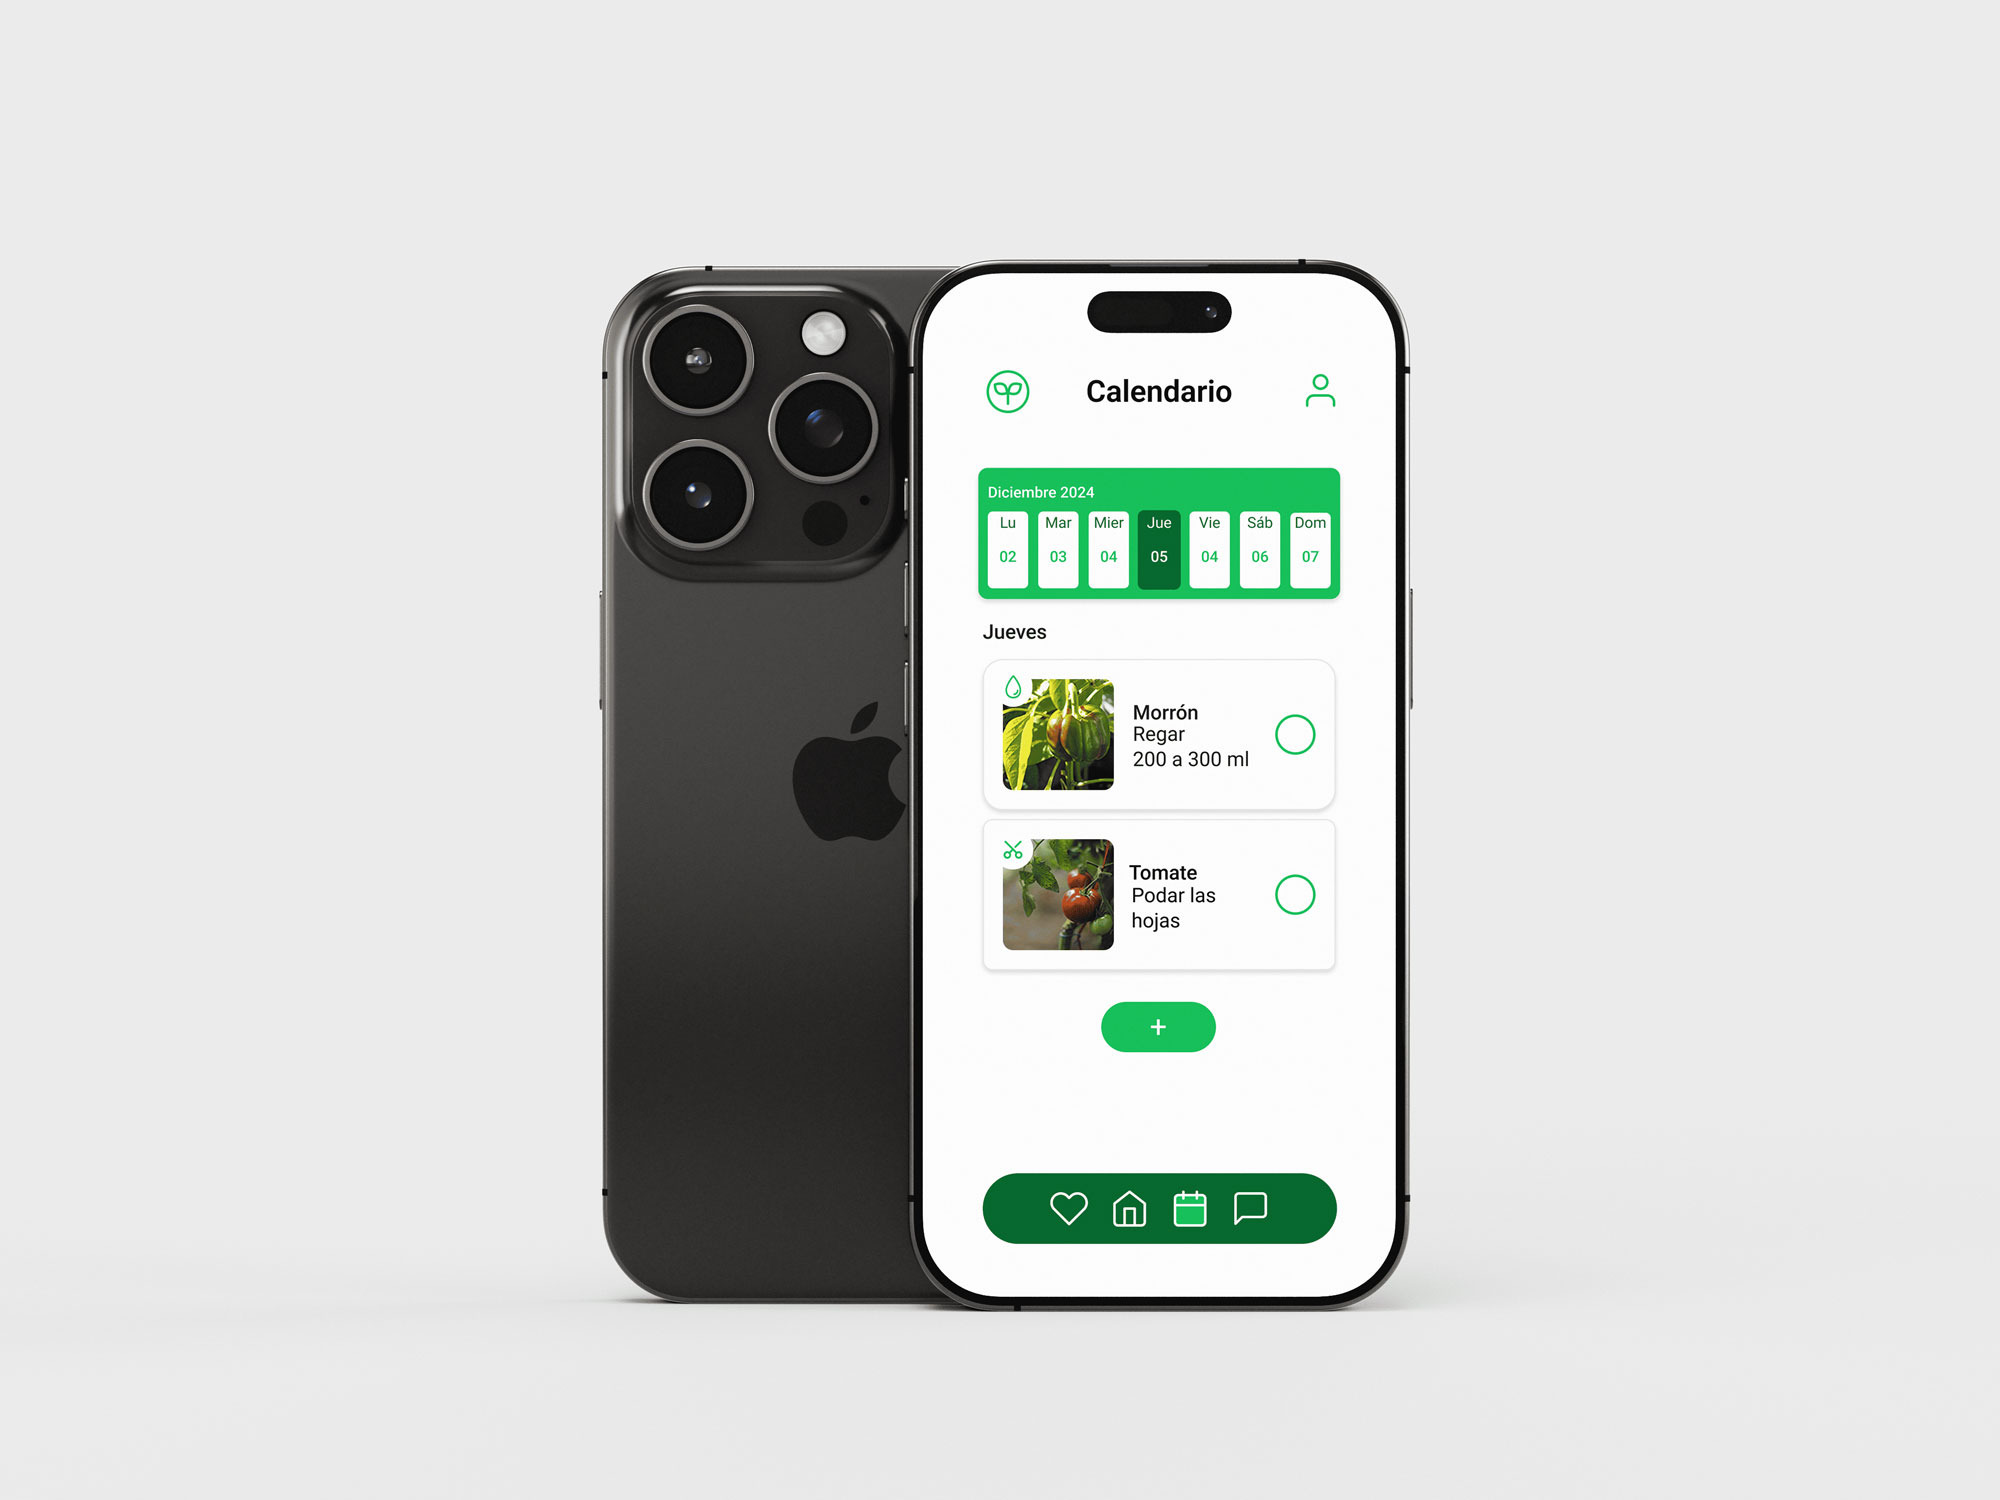 Calendario
Diciembre 2024
Lu Mar Mier Jue Vie Sáb Dom
02 03 04 05 04 06 07
Jueves
Morrón
Regar
200 a 300 ml
Tomate
Podar las
hojas
+